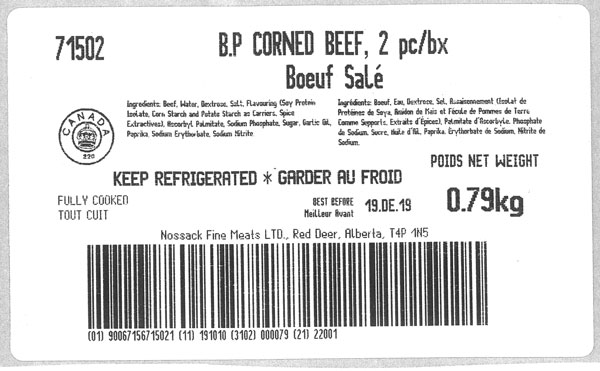 71502
B.P CORNED BEEF, 2 pc/bx
Boeuf Salé
Ingredients: Beef, Water, Dextrose, Salt, Flavouring (Soy Protein
Isolate, Corn Starch and Potato Starch as Carriers, Spice
Extractives), Ascorbyl Palmitate, Sodium Phosphate, Sugar, Garlic Oil,
Paprika, Sodium Erythorbate, Sodium Nitrite
Ingrédients: Boeuf, Eau, Dextrose, Sel, Assaisonnement (Isolat de
Protéines de Soya, Amidon de Maïs et Fécule de Pommes de Terre
Comme Supports, Extraits d'Épices), Palmitate d'Ascorbyle, Phosphate
de Sodium, Sucre, Huile d'Ail, Paprika, Erythorbate de Sodium, Nitrite de
Sodium.
CANADA
220
POIDS NET WEIGHT
KEEP REFRIGERATED * GARDER AU FROID
FULLY COOKED
TOUT CUIT
BEST BEFORE
Meilleur Avant
19.DE.19
0.79kg
Nossack Fine Meats LTD., Red Deer, Alberta, T4P 1N5
(01) 90067156715021 (11) 191010 (3102) 000079 (21) 22001